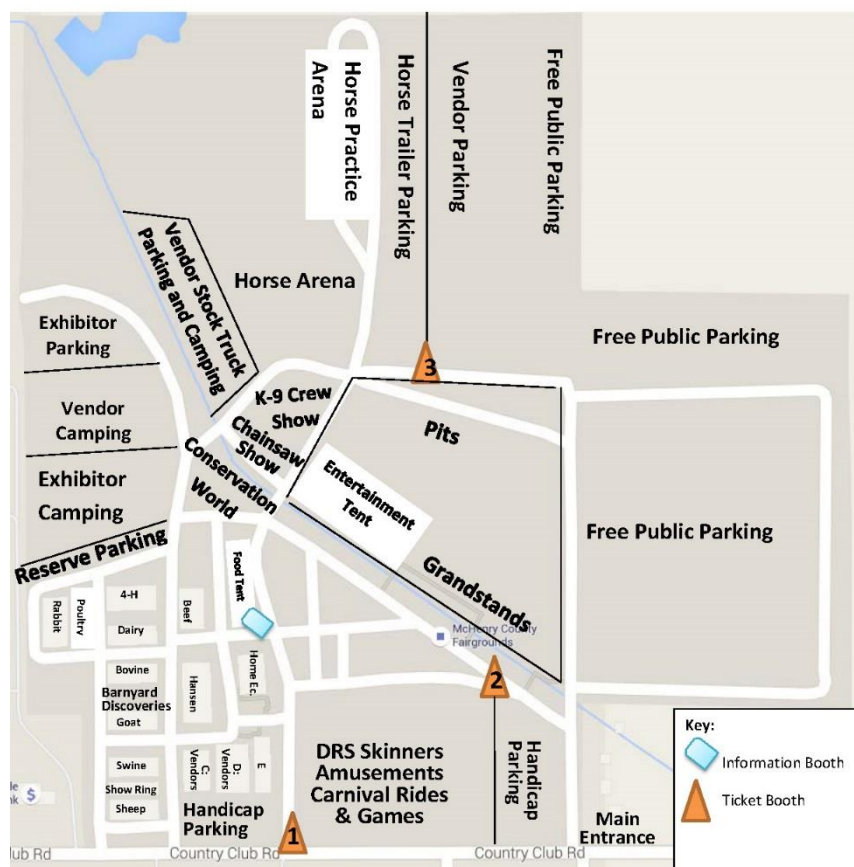 Horse Practice
Arena
Horse Trailer Parking
Vendor Parking
Free Public Parking
Vendor Stock Truck
Parking and Camping
Horse Arena
Exhibitor
Parking
Free Public Parking
3
K-9 Crew
Show
Vendor
Camping
Chainsaw
Show
Pits
Conservation
World
Entertainment
Tent
Exhibitor
Camping
Free Public Parking
Reserve Parking
Grandstands
Food Tent
4-H
Beef
Rabbit
Poultry
Dairy
McHenry County
Fairgrounds
Bovine
Home Ec.
Hansen
2
Barnyard
Discoveries
Goat
Key:
Information Booth
Ticket Booth
DRS Skinners
Amusements
Carnival Rides
& Games
Handicap
Parking
Swine
C:
Vendors
D:
Vendors
E
Show Ring
Sheep
Handicap
Parking
1
Main
Entrance
$
Club Rd
Country Club Rd
Country Club Rd